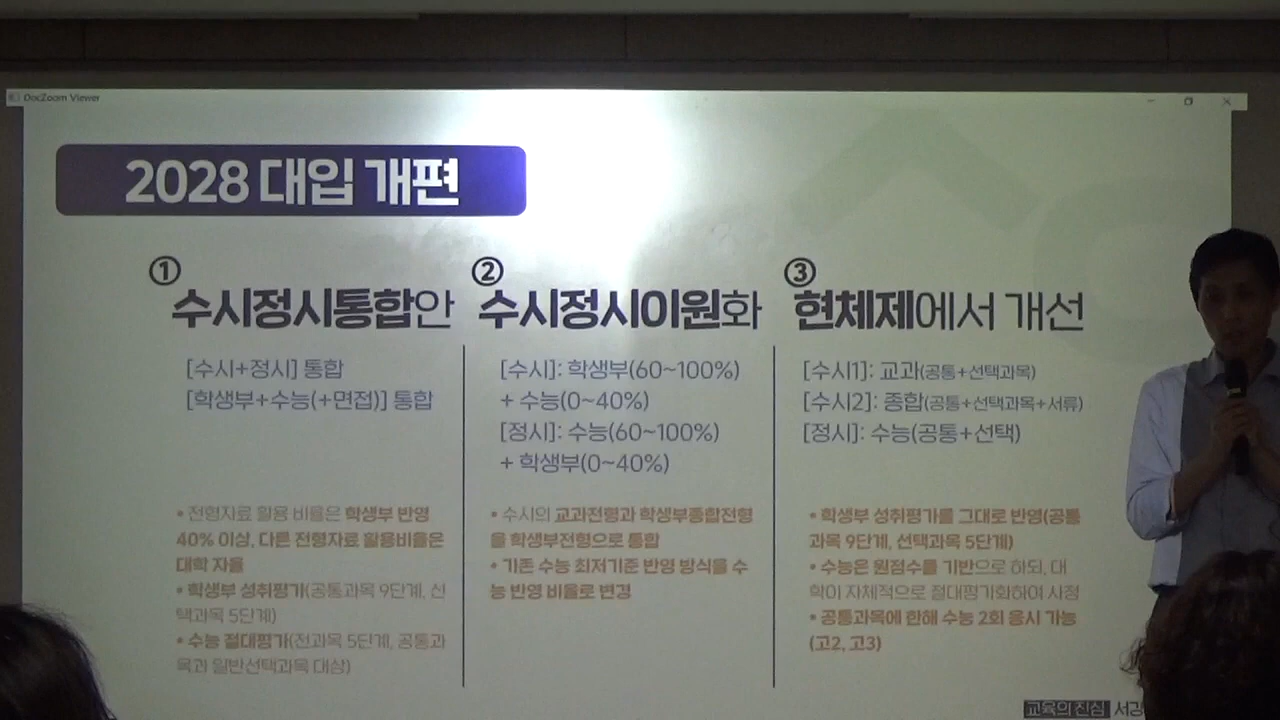 DocZoom Viewer
2028 대입 개편
①
수시정시통합안
[수시+정시] 통합
[학생부+수능(+면접)] 통합
• 전형자료 활용 비율은 학생부 반영
40% 이상, 다른 전형자료 활용비율은
대학 자율
• 학생부 성취평가(공통과목 9단계, 선
택과목 5단계)
• 수능 절대평가(전과목 5단계, 공통과
목과 일반선택과목 대상)
②
수시정시이원화
[수시]: 학생부(60~100%)
+ 수능(0~40%)
[정시]: 수능(60~100%)
+ 학생부(0~40%)
• 수시의 교과전형과 학생부종합전형
을 학생부전형으로 통합
• 기존 수능 최저기준 반영 방식을 수
능 반영 비율로 변경
③
현체제에서 개선
[수시1]: 교과(공통+선택과목)
[수시2]: 종합(공통+선택과목+서류)
[정시]: 수능(공통+선택)
• 학생부 성취평가를 그대로 반영(공통
과목 9단계, 선택과목 5단계)
• 수능은 원점수를 기반으로 하되, 대
학이 자체적으로 절대평가화하여 사정
• 공통과목에 한해 수능 2회 응시 가능
(고2, 고3)
교육의 진심 서강